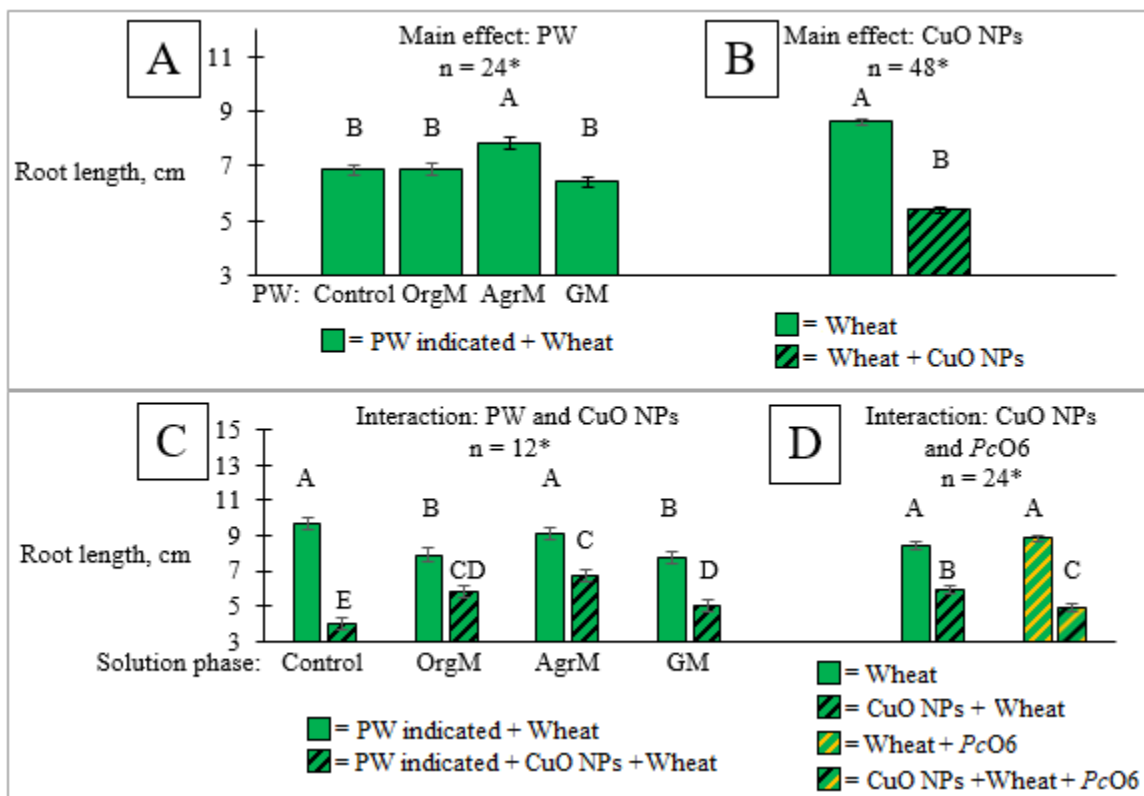 A
Main effect: PW
n = 24*
11
9
7
5
3
Root length, cm
B
B
A
B
PW: Control OrgM AgrM GM
= PW indicated + Wheat
B
Main effect: CuO NPs
n = 48*
A
B
= Wheat
= Wheat + CuO NPs
C
Interaction: PW and CuO NPs
n = 12*
15
13
11
9
7
5
3
Root length, cm
A
E
B
CD
A
C
B
D
Solution phase: Control OrgM AgrM GM
= PW indicated + Wheat
= PW indicated + CuO NPs +Wheat
D
Interaction: CuO NPs
and PcO6
n = 24*
A
B
A
C
= Wheat
= CuO NPs + Wheat
= Wheat + PcO6
= CuO NPs +Wheat + PcO6